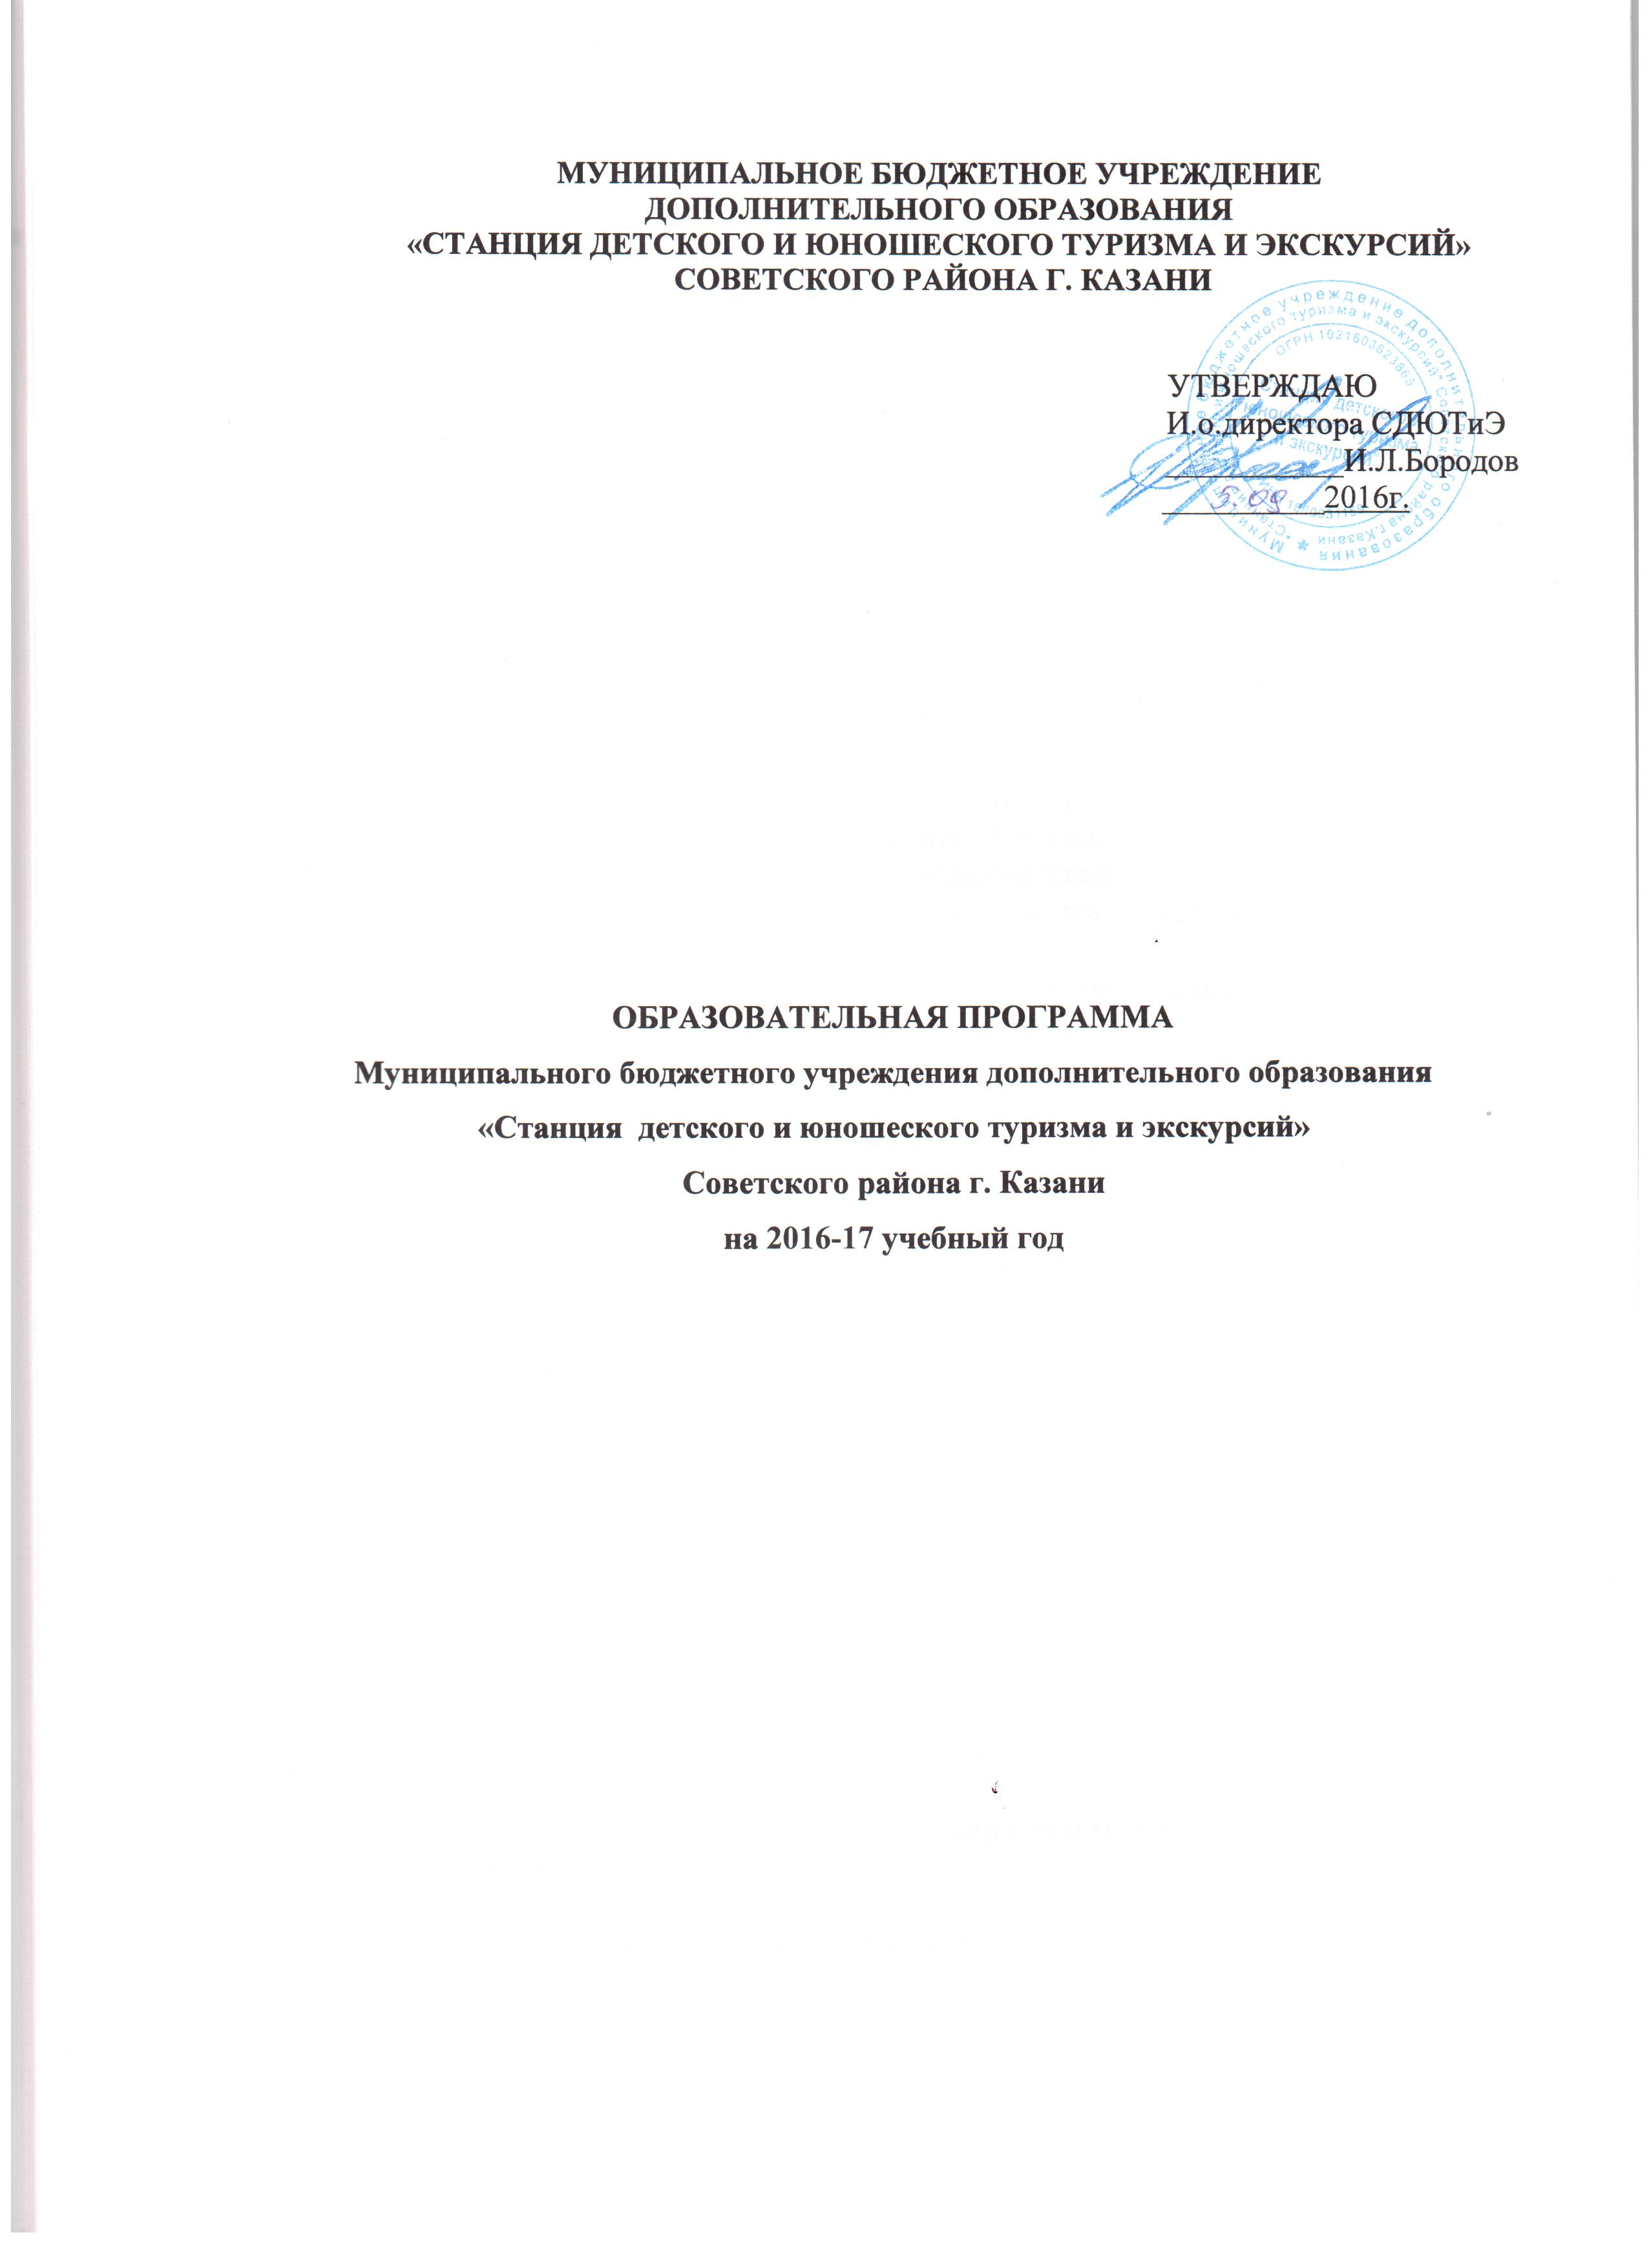 МУНИЦИПАЛЬНОЕ БЮДЖЕТНОЕ УЧРЕЖДЕНИЕ
ДОПОЛНИТЕЛЬНОГО ОБРАЗОВАНИЯ
«СТАНЦИЯ ДЕТСКОГО И ЮНОШЕСКОГО ТУРИЗМА И ЭКСКУРСИЙ»
СОВЕТСКОГО РАЙОНА Г. КАЗАНИ
УТВЕРЖДАЮ
И.о.директора СДЮТиЭ
И.Л.Бородов
5.09 2016г.
ОГРН 1021603623865
ОБРАЗОВАТЕЛЬНАЯ ПРОГРАММА
Муниципального бюджетного учреждения дополнительного образования
«Станция детского и юношеского туризма и экскурсий»
Советского района г. Казани
на 2016-17 учебный год